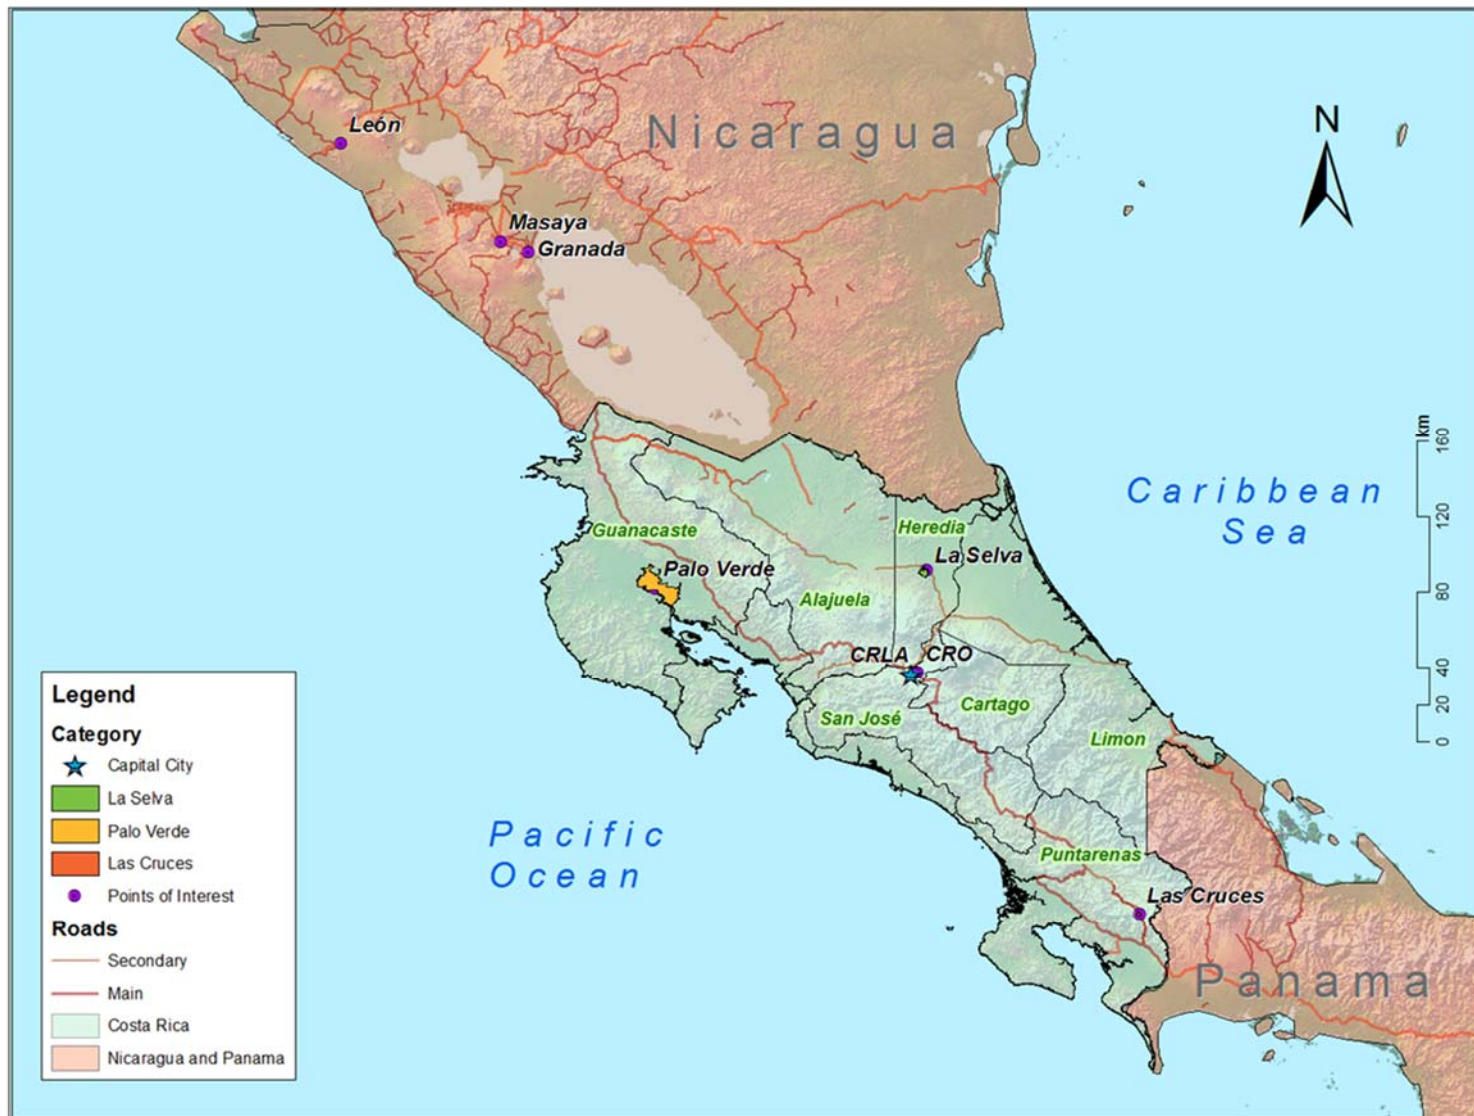 León
Nicaragua
N
Masaya
Granada
km
160
120
80
40
20
0
Caribbean
Sea
Guanacaste
Heredia
La Selva
Palo Verde
Alajuela
CRLA
CRO
San José
Cartago
Limon
Pacific
Ocean
Puntarenas
Las Cruces
Panama
Legend
Category
Capital City
La Selva
Palo Verde
Las Cruces
Points of Interest
Roads
Secondary
Main
Costa Rica
Nicaragua and Panama